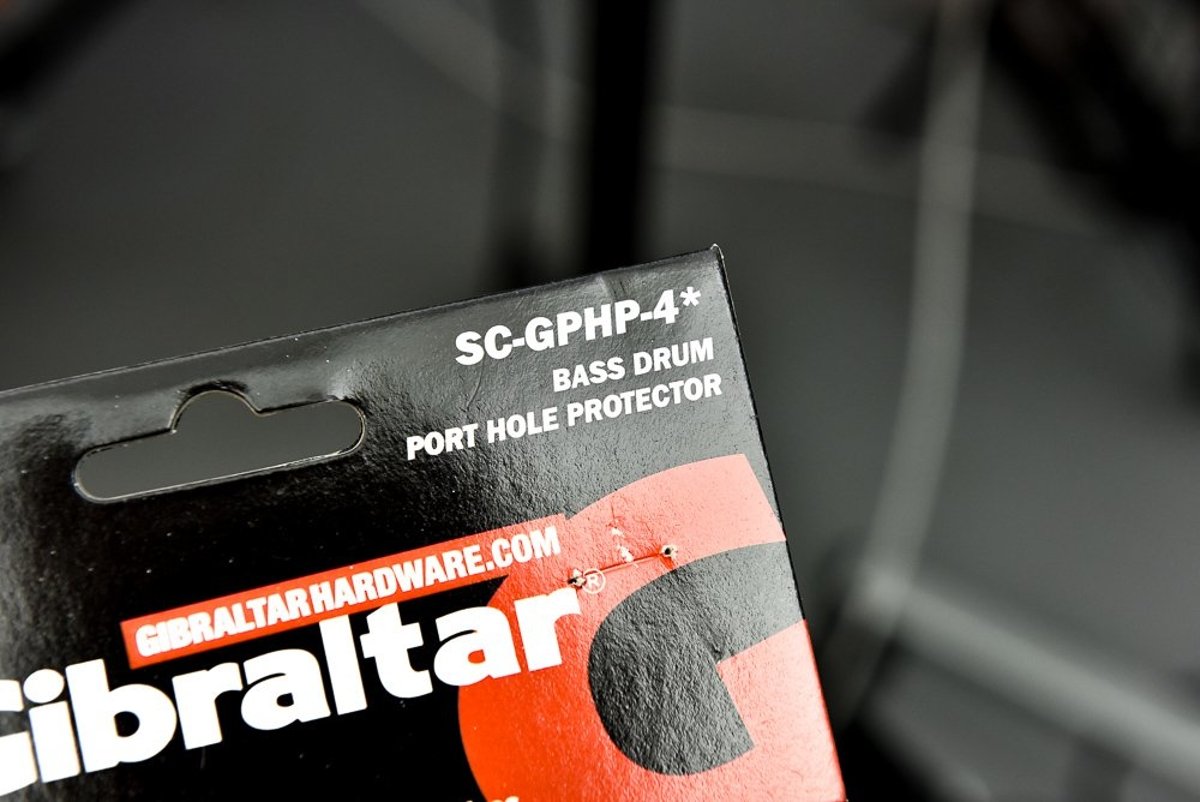 SC-GPHP-4*
BASS DRUM
PORT HOLE PROTECTOR
GIBRALTARHARDWARE.COM
Gibraltar®